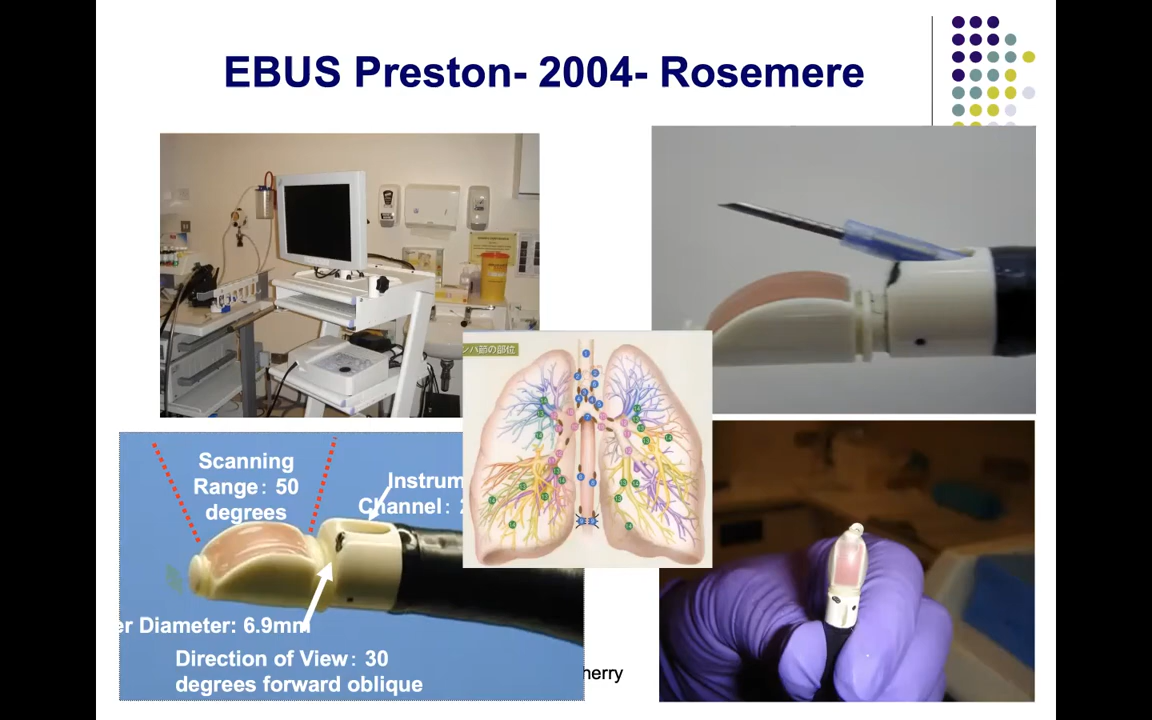 EBUS Preston- 2004- Rosemere
ンパ節の部位
Scanning
Range: 50
degrees
Instrum
Channel: 2
er Diameter: 6.9mm
Direction of View: 30
degrees forward oblique
herry